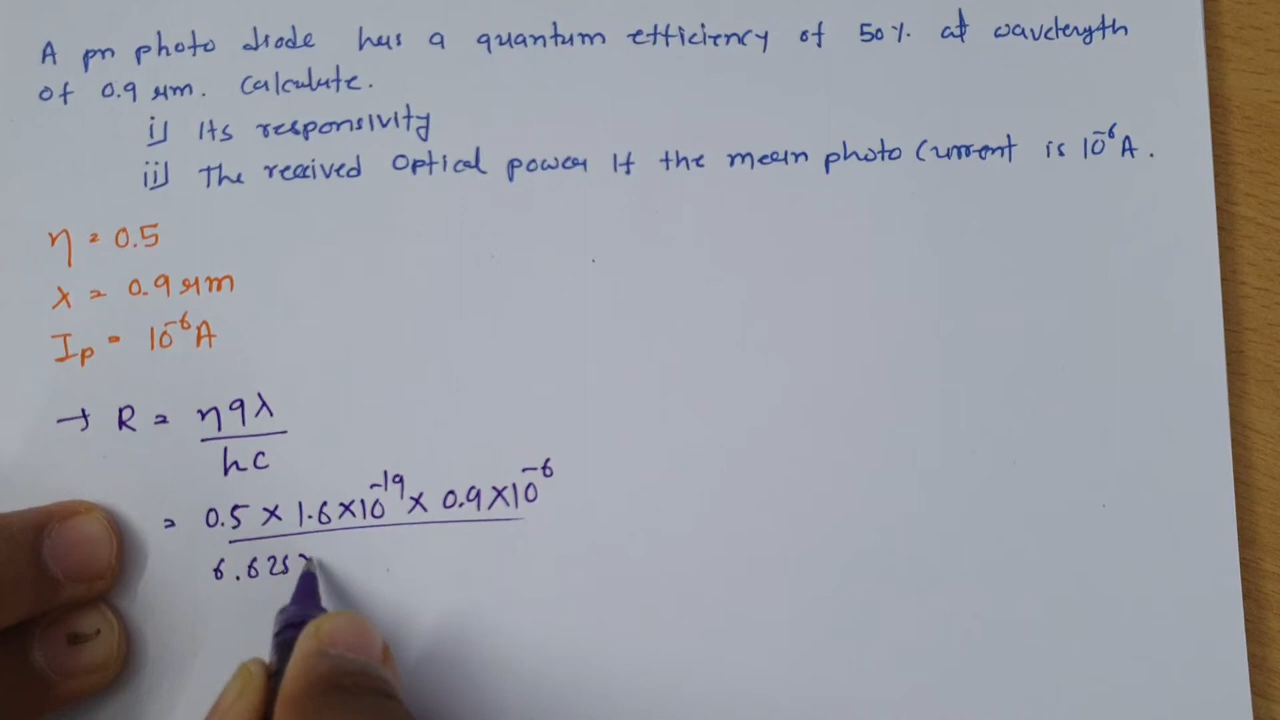 A pn photo diode has a quantum efficiency of 50%. at wavelength
of 0.9 μm. Calculate.
i) Its responsivity
ii) The received Optical power If the mean photo Current is 10⁻⁶A.
η = 0.5
λ = 0.9 μm
Ip = 10⁻⁶A
→ R = ηqλ
hc
= 0.5 × 1.6×10⁻¹⁹ × 0.9×10⁻⁶
6.625×